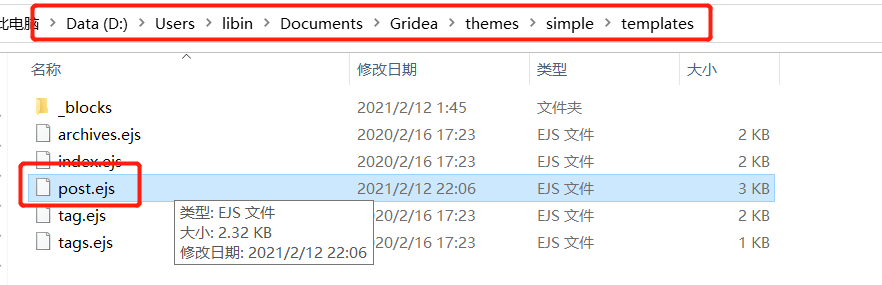 此电脑 > Data (D:) > Users > libin > Documents > Gridea > themes > simple > templates
名称 修改日期 类型 大小
_blocks 2021/2/12 1:45 文件夹
archives.ejs 2020/2/16 17:23 EJS 文件 2 KB
index.ejs 2020/2/16 17:23 EJS 文件 2 KB
post.ejs 2021/2/12 22:06 EJS 文件 3 KB
tag.ejs 2020/2/16 17:23 EJS 文件 2 KB
tags.ejs 2020/2/16 17:23 EJS 文件 1 KB
类型: EJS 文件
大小: 2.32 KB
修改日期: 2021/2/12 22:06